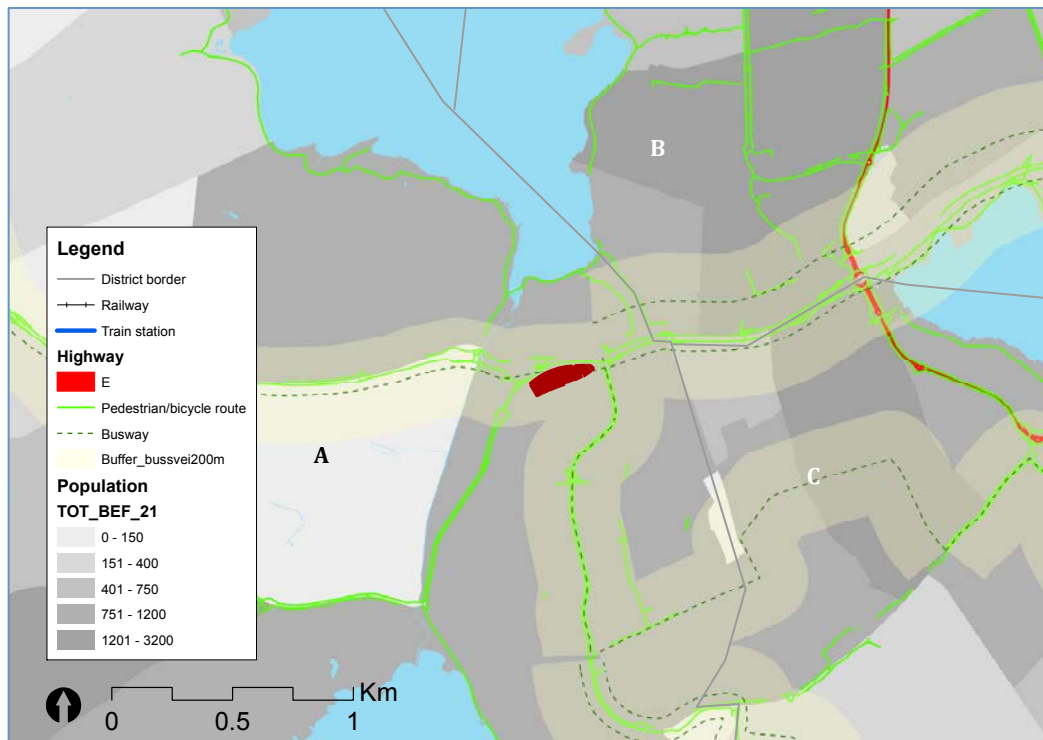 B
A
C
Legend
District border
Railway
Train station
Highway
E
Pedestrian/bicycle route
Busway
Buffer_bussvei200m
Population
TOT_BEF_21
0 - 150
151 - 400
401 - 750
751 - 1200
1201 - 3200
Km
0 0.5 1